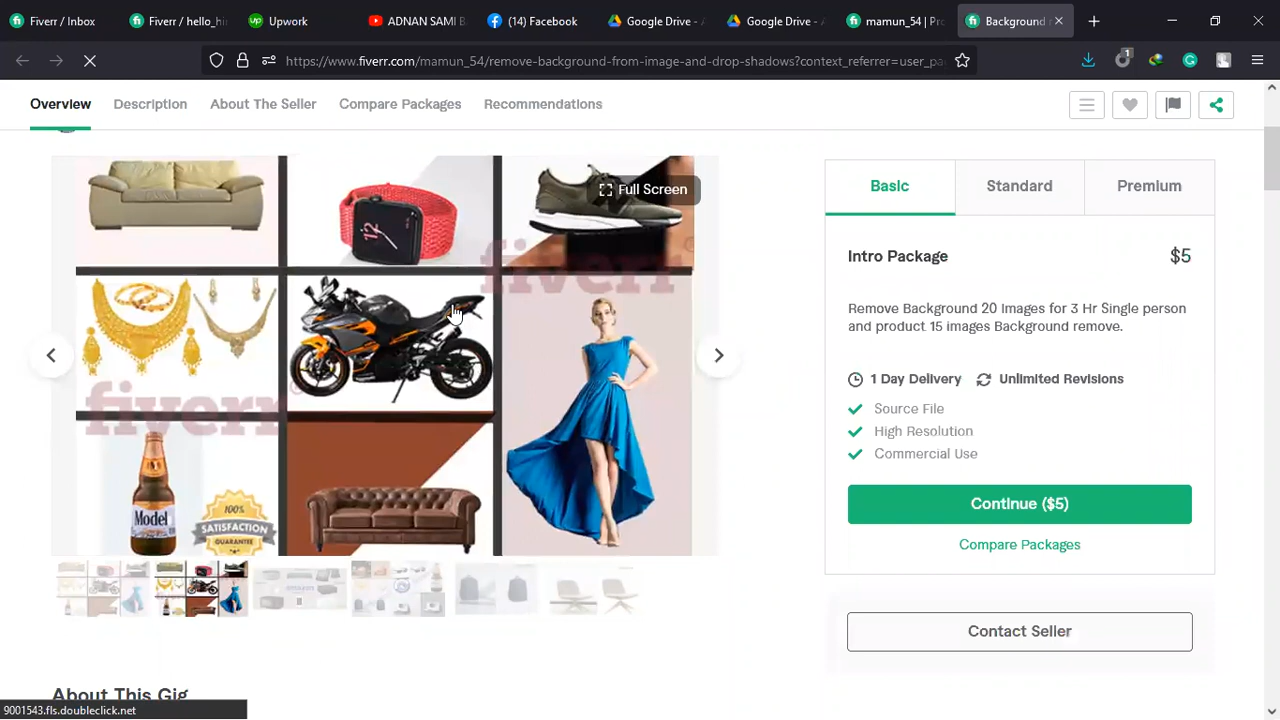 Fiverr / Inbox
Fiverr / hello_hi
Upwork
ADNAN SAMI B
(14) Facebook
Google Drive - A
Google Drive - A
mamun_54 | Pro
Background
https://www.fiverr.com/mamun_54/remove-background-from-image-and-drop-shadows?context_referrer=user_pa
1
Overview
Description
About The Seller
Compare Packages
Recommendations
Full Screen
fiverr
12
fiverr
Model
100%
SATISFACTION
GUARANTEE
Basic
Standard
Premium
Intro Package
$5
Remove Background 20 Images for 3 Hr Single person
and product 15 images Background remove.
1 Day Delivery
Unlimited Revisions
Source File
High Resolution
Commercial Use
Continue ($5)
Compare Packages
Contact Seller
About This Gig
9001543.fls.doubleclick.net